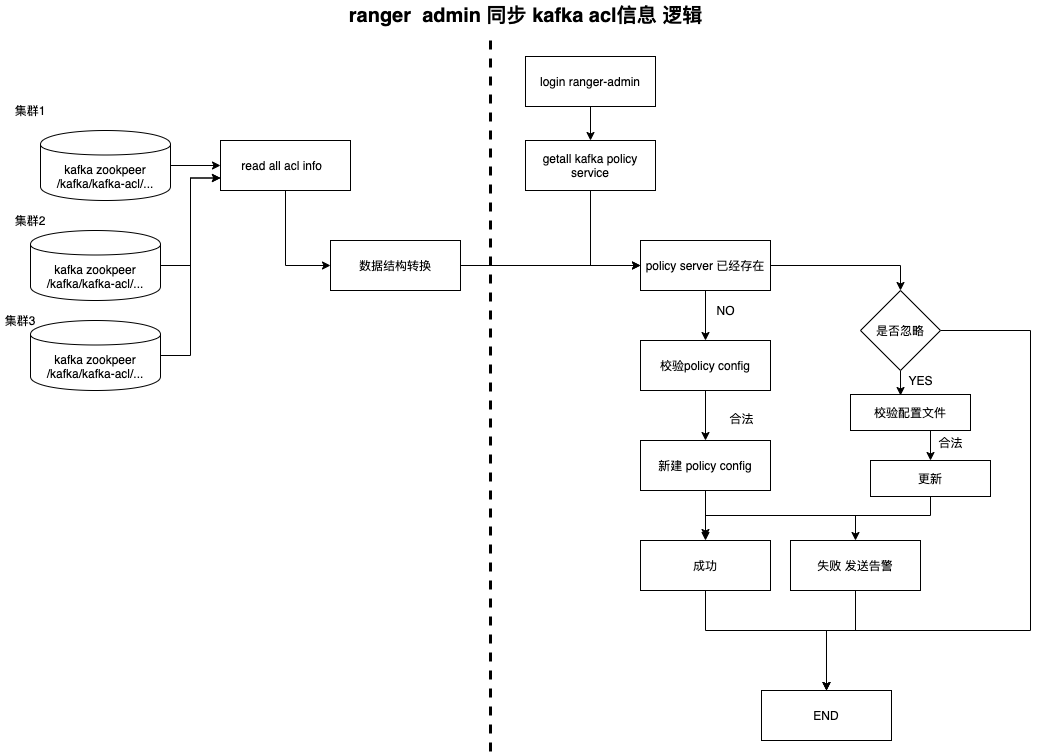 ranger admin 同步 kafka acl信息 逻辑
集群1
kafka zookpeer
/kafka/kafka-acl/...
集群2
kafka zookpeer
/kafka/kafka-acl/...
集群3
kafka zookpeer
/kafka/kafka-acl/...
read all acl info
数据结构转换
login ranger-admin
getall kafka policy
service
policy server 已经存在
NO
校验policy config
合法
新建 policy config
是否忽略
YES
校验配置文件
合法
更新
成功
失败 发送告警
END